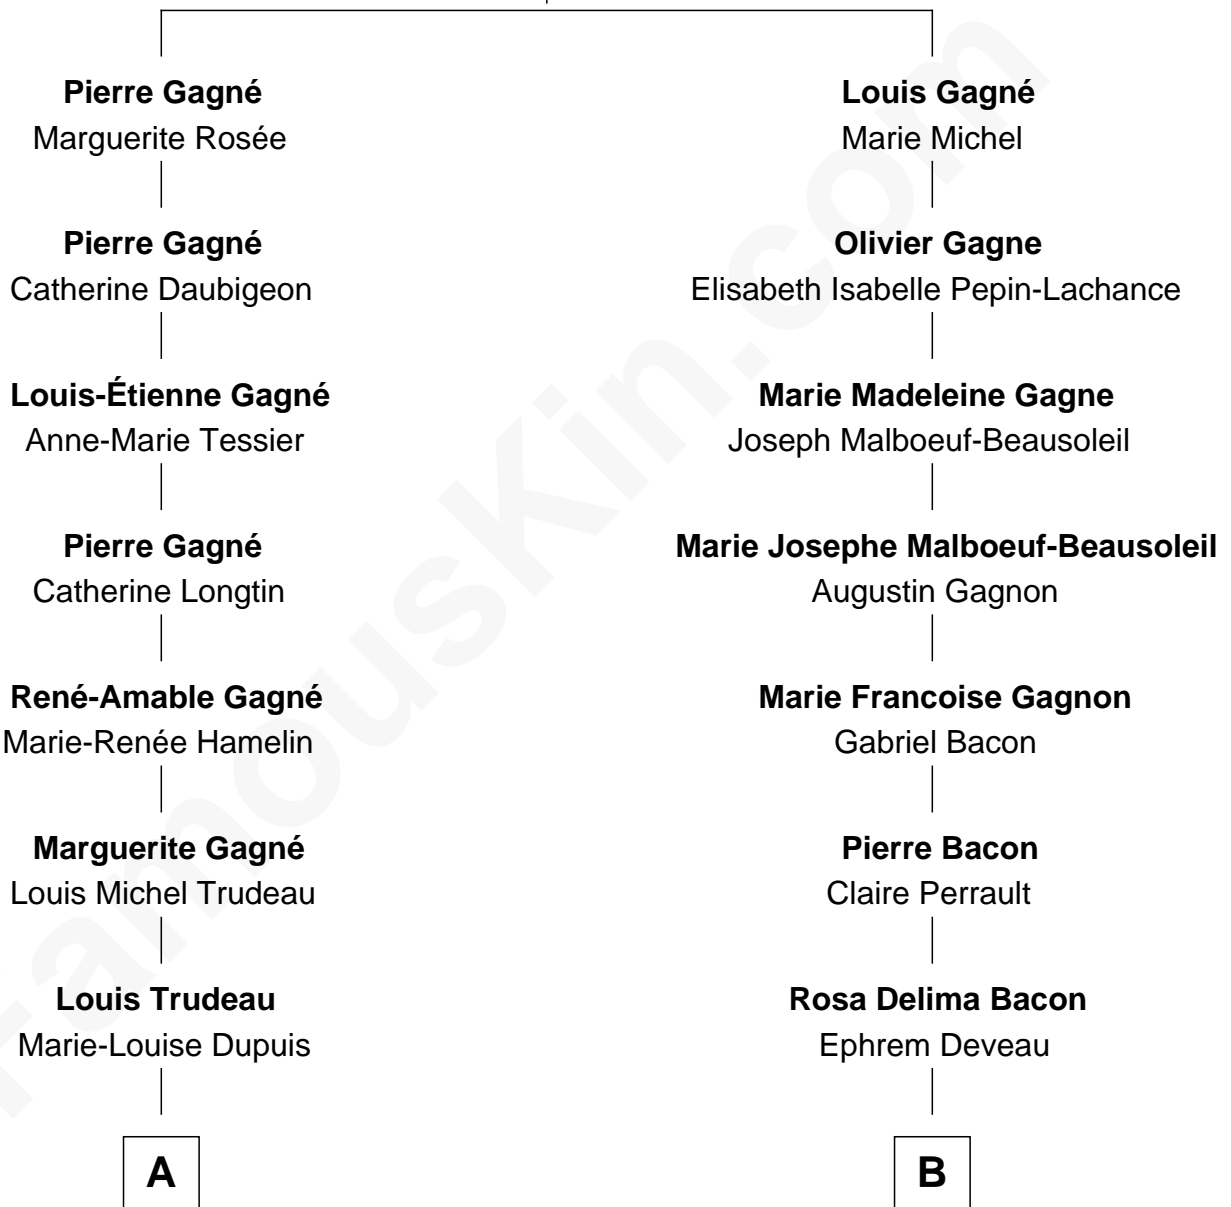 Pierre Gagné
Marguerite Rosée
Pierre Gagné
Catherine Daubigeon
Louis-Étienne Gagné
Anne-Marie Tessier
Pierre Gagné
Catherine Longtin
René-Amable Gagné
Marie-Renée Hamelin
Marguerite Gagné
Louis Michel Trudeau
Louis Trudeau
Marie-Louise Dupuis
A
Louis Gagné
Marie Michel
Olivier Gagne
Elisabeth Isabelle Pepin-Lachance
Marie Madeleine Gagne
Joseph Malboeuf-Beausoleil
Marie Josephe Malboeuf-Beausoleil
Augustin Gagnon
Marie Francoise Gagnon
Gabriel Bacon
Pierre Bacon
Claire Perrault
Rosa Delima Bacon
Ephrem Deveau
B
FamousKin.com